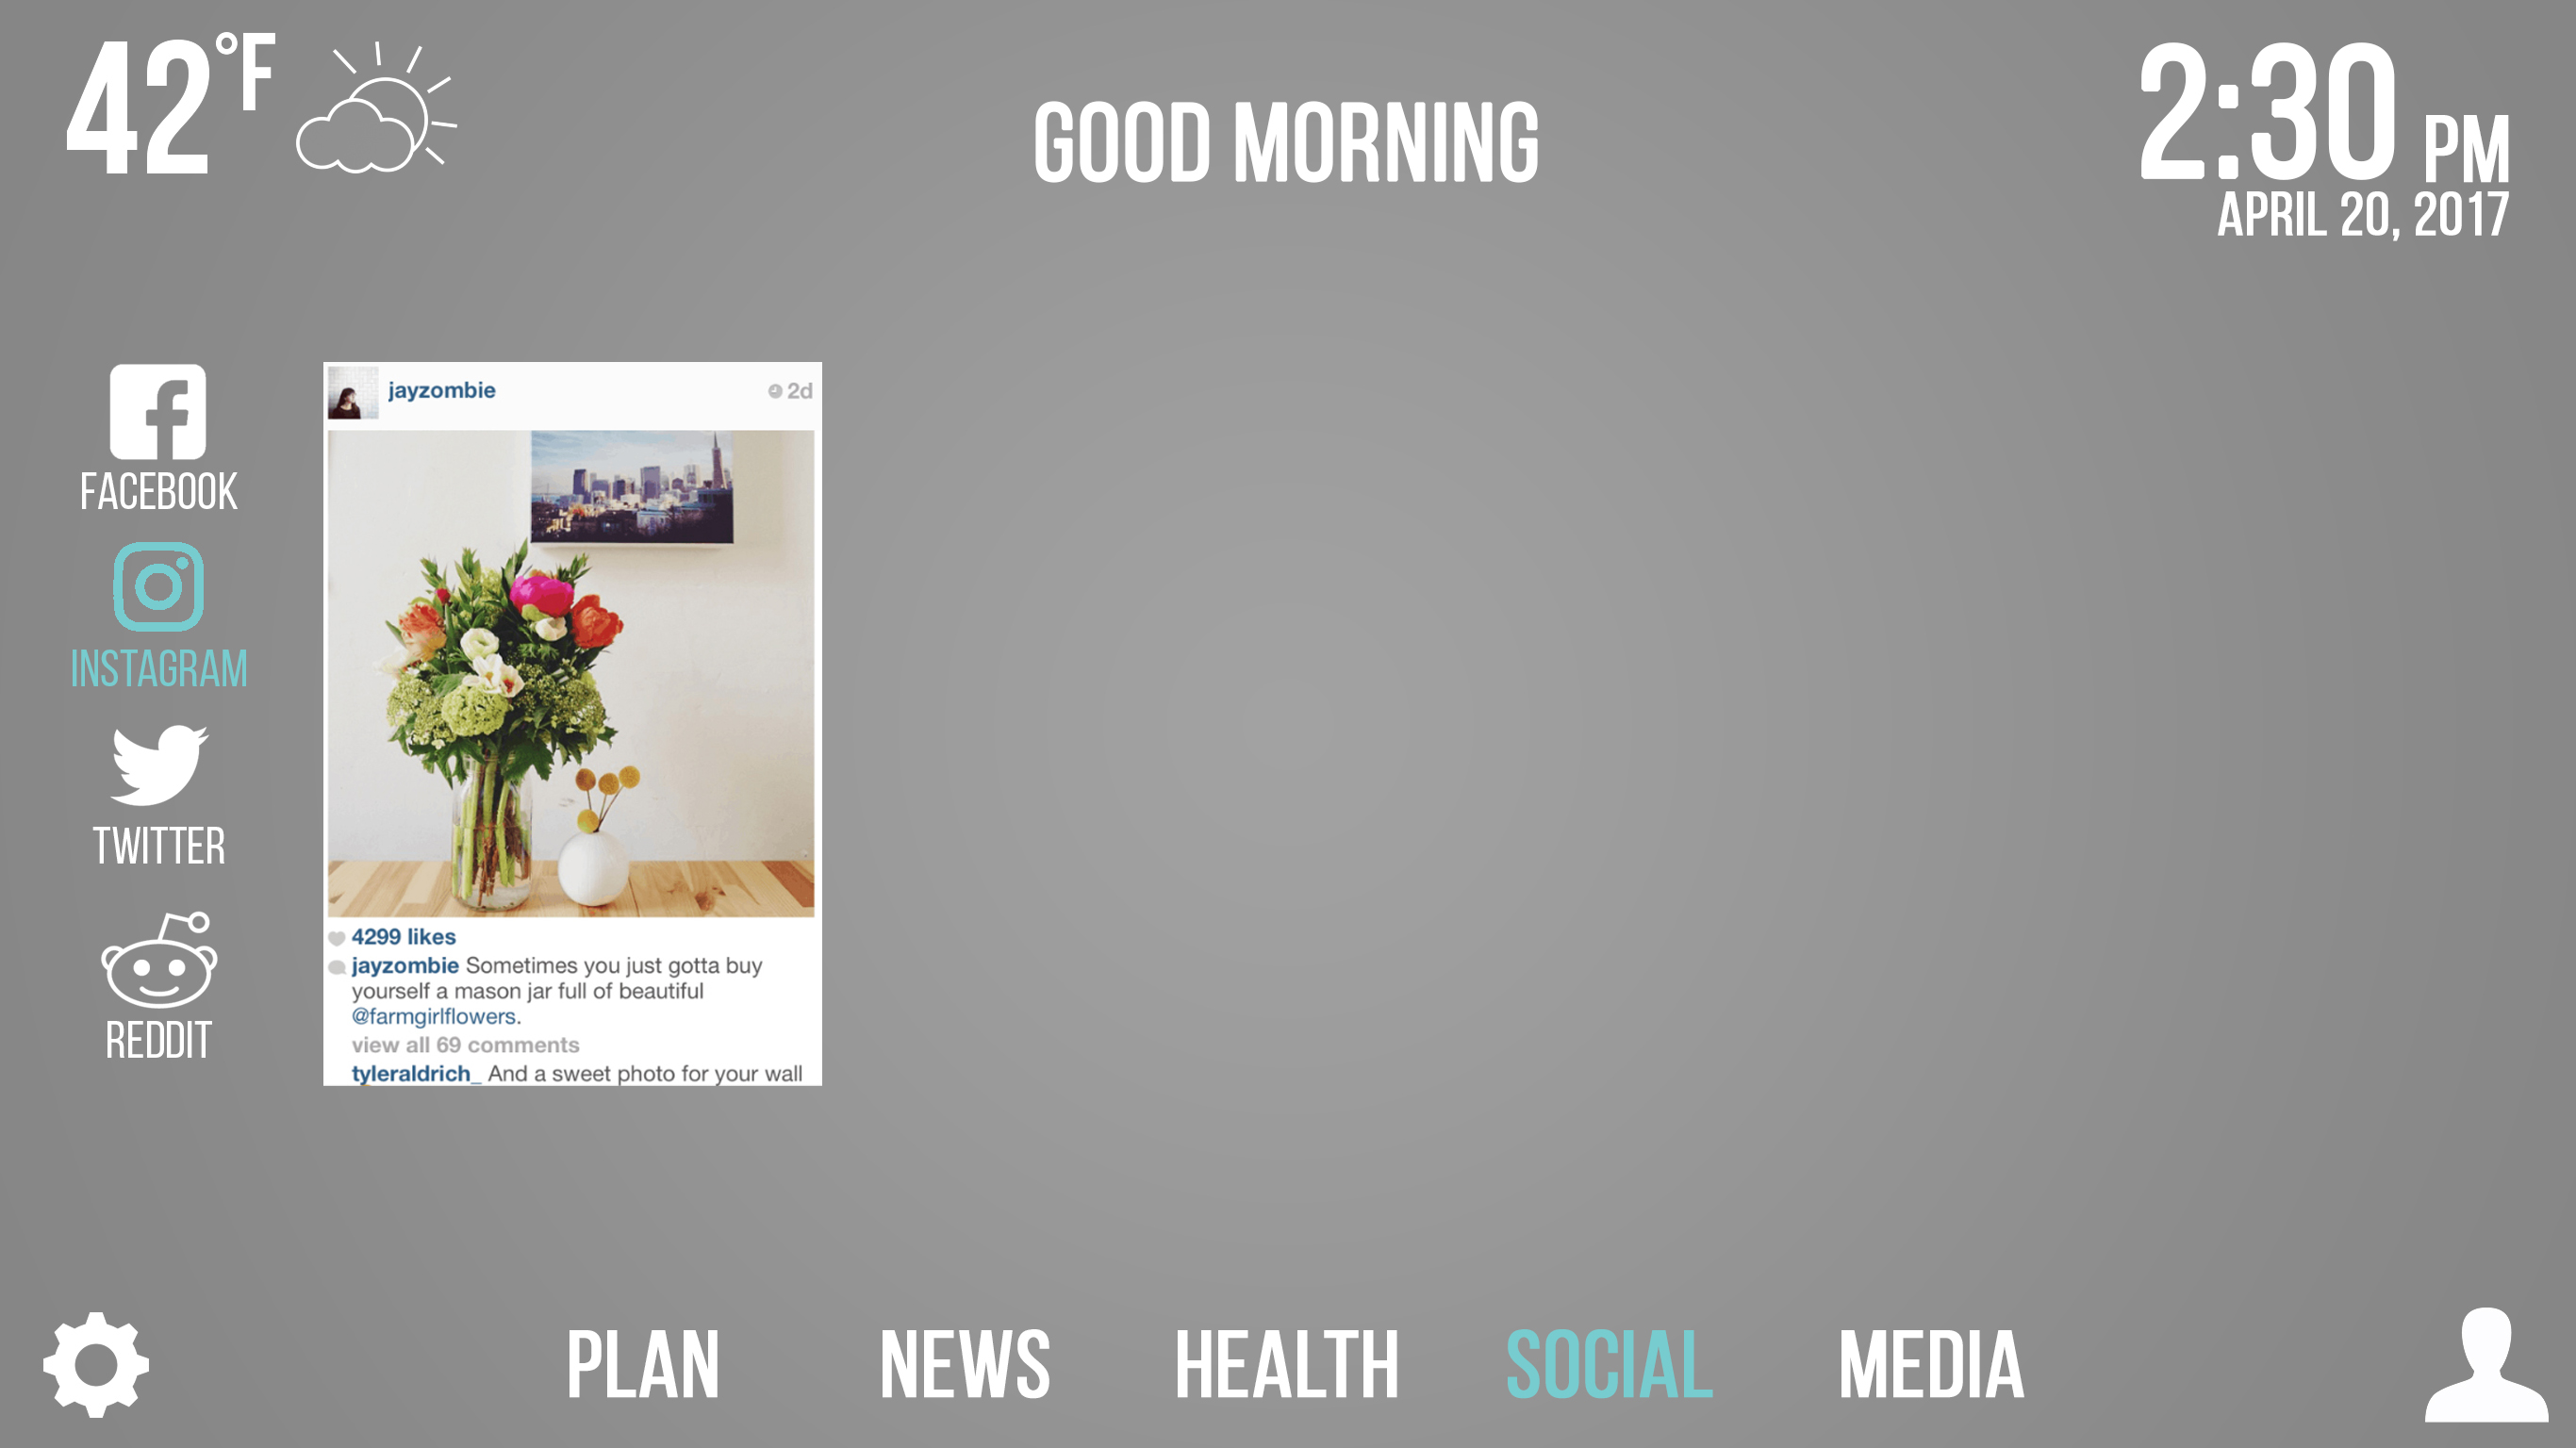 42°F
GOOD MORNING
2:30 PM
APRIL 20, 2017
FACEBOOK
INSTAGRAM
TWITTER
REDDIT
jayzombie
2d
4299 likes
jayzombie Sometimes you just gotta buy
yourself a mason jar full of beautiful
@farmgirlflowers.
view all 69 comments
tyleraldrich_ And a sweet photo for your wall
PLAN
NEWS
HEALTH
SOCIAL
MEDIA